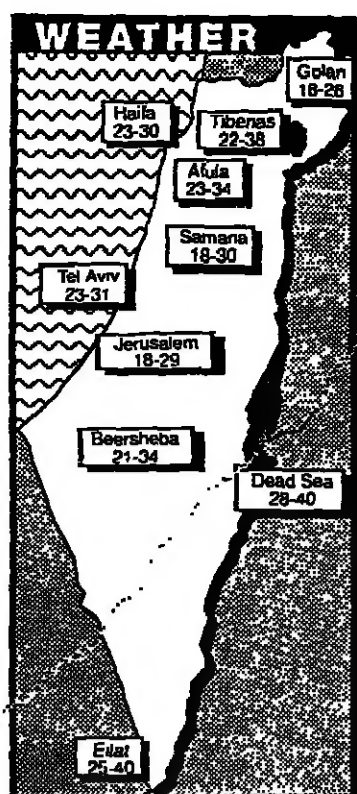 WEATHER
Golan
18-28
Haifa
23-30
Tiberias
22-38
Afula
23-34
Samaria
18-30
Tel Aviv
23-31
Jerusalem
18-29
Beersheba
21-34
Dead Sea
28-40
Eilat
25-40